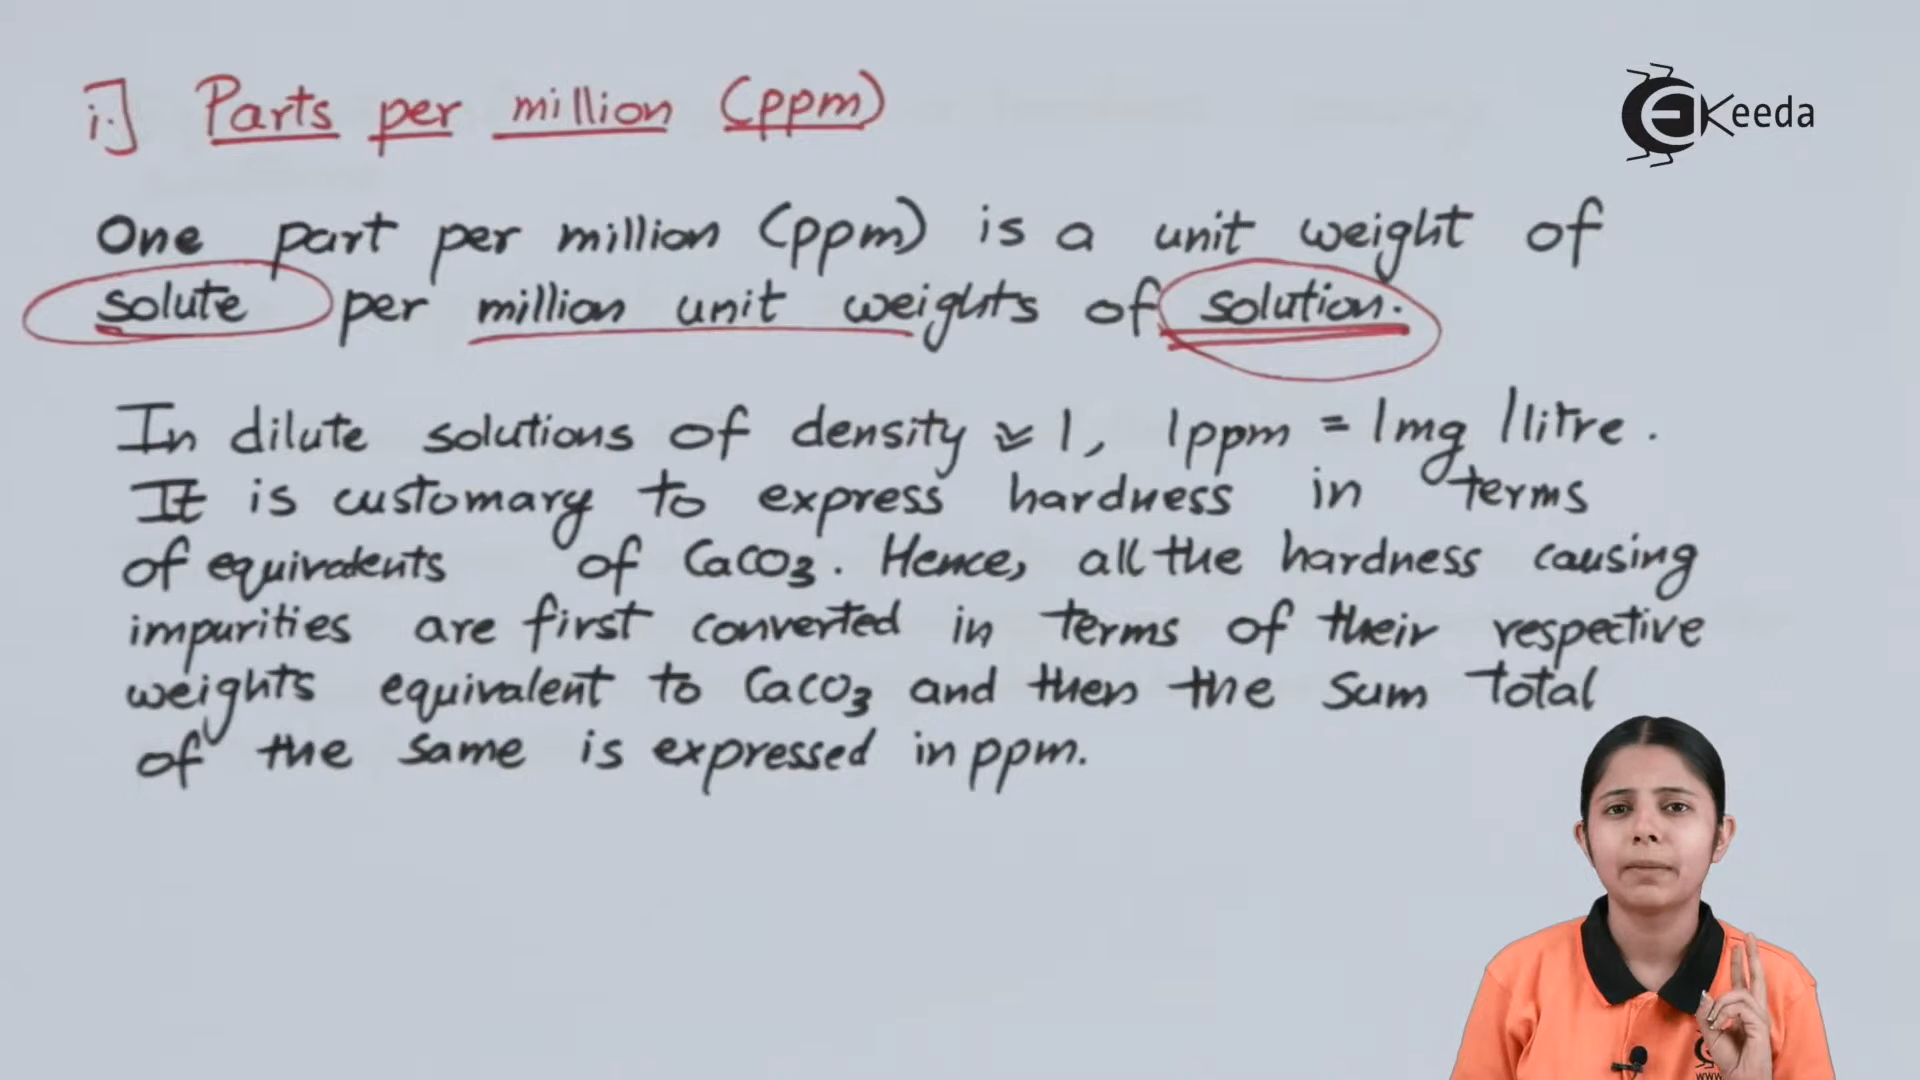 i.] Parts per million (ppm)
Keeda
One part per million (ppm) is a unit weight of
solute per million unit weights of solution.
In dilute solutions of density ≈ 1, 1ppm = 1mg/litre.
It is customary to express hardness in terms
of equivalents of CaCO3. Hence, all the hardness causing
impurities are first converted in terms of their respective
weights equivalent to CaCO3 and then the sum total
of the same is expressed in ppm.
www